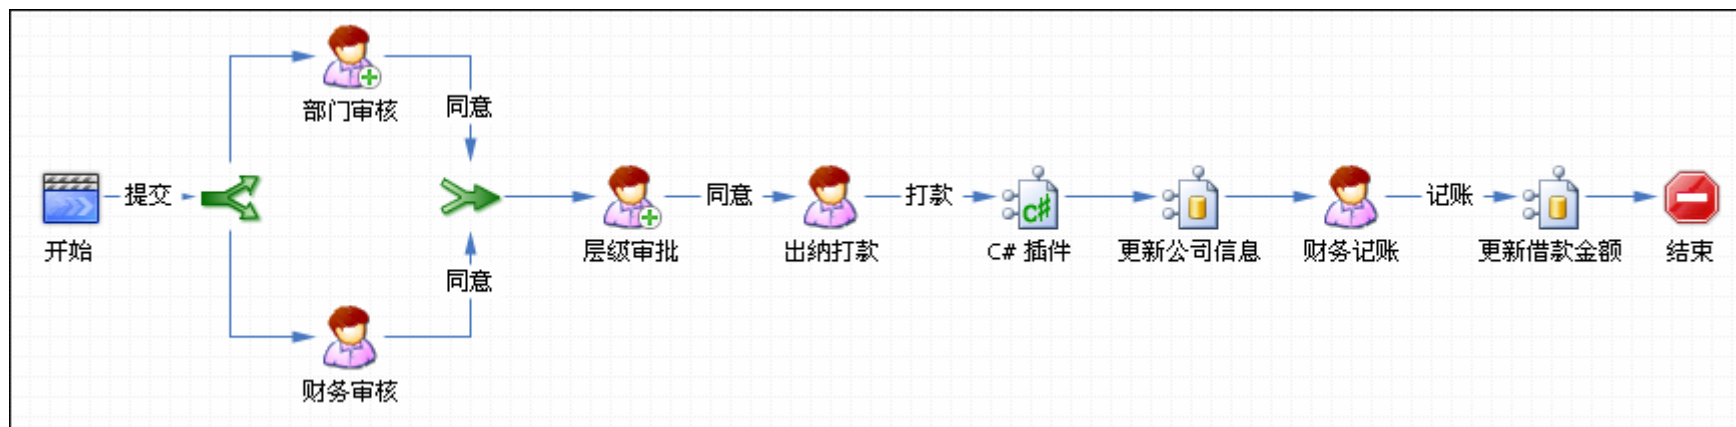 部门审核
同意
开始
提交
层级审批
同意
出纳打款
打款
C#
C# 插件
更新公司信息
财务记账
记账
更新借款金额
结束
同意
财务审核